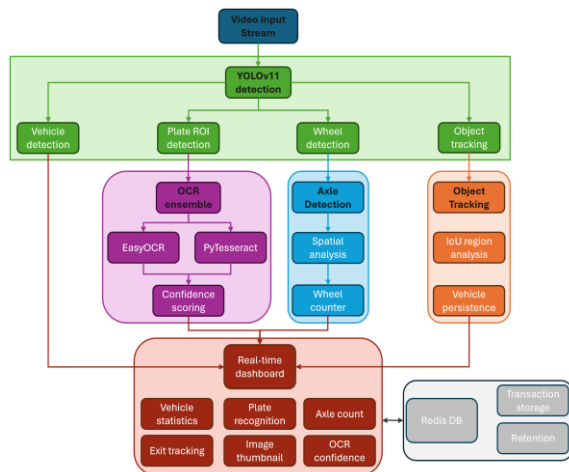 Video Input
Stream
YOLOv11
detection
Vehicle
detection
Plate ROI
detection
Wheel
detection
Object
tracking
OCR
ensemble
EasyOCR
PyTesseract
Confidence
scoring
Axle
Detection
Spatial
analysis
Wheel
counter
Object
Tracking
IoU region
analysis
Vehicle
persistence
Real-time
dashboard
Vehicle
statistics
Plate
recognition
Axle count
Exit tracking
Image
thumbnail
OCR
confidence
Redis DB
Transaction
storage
Retention